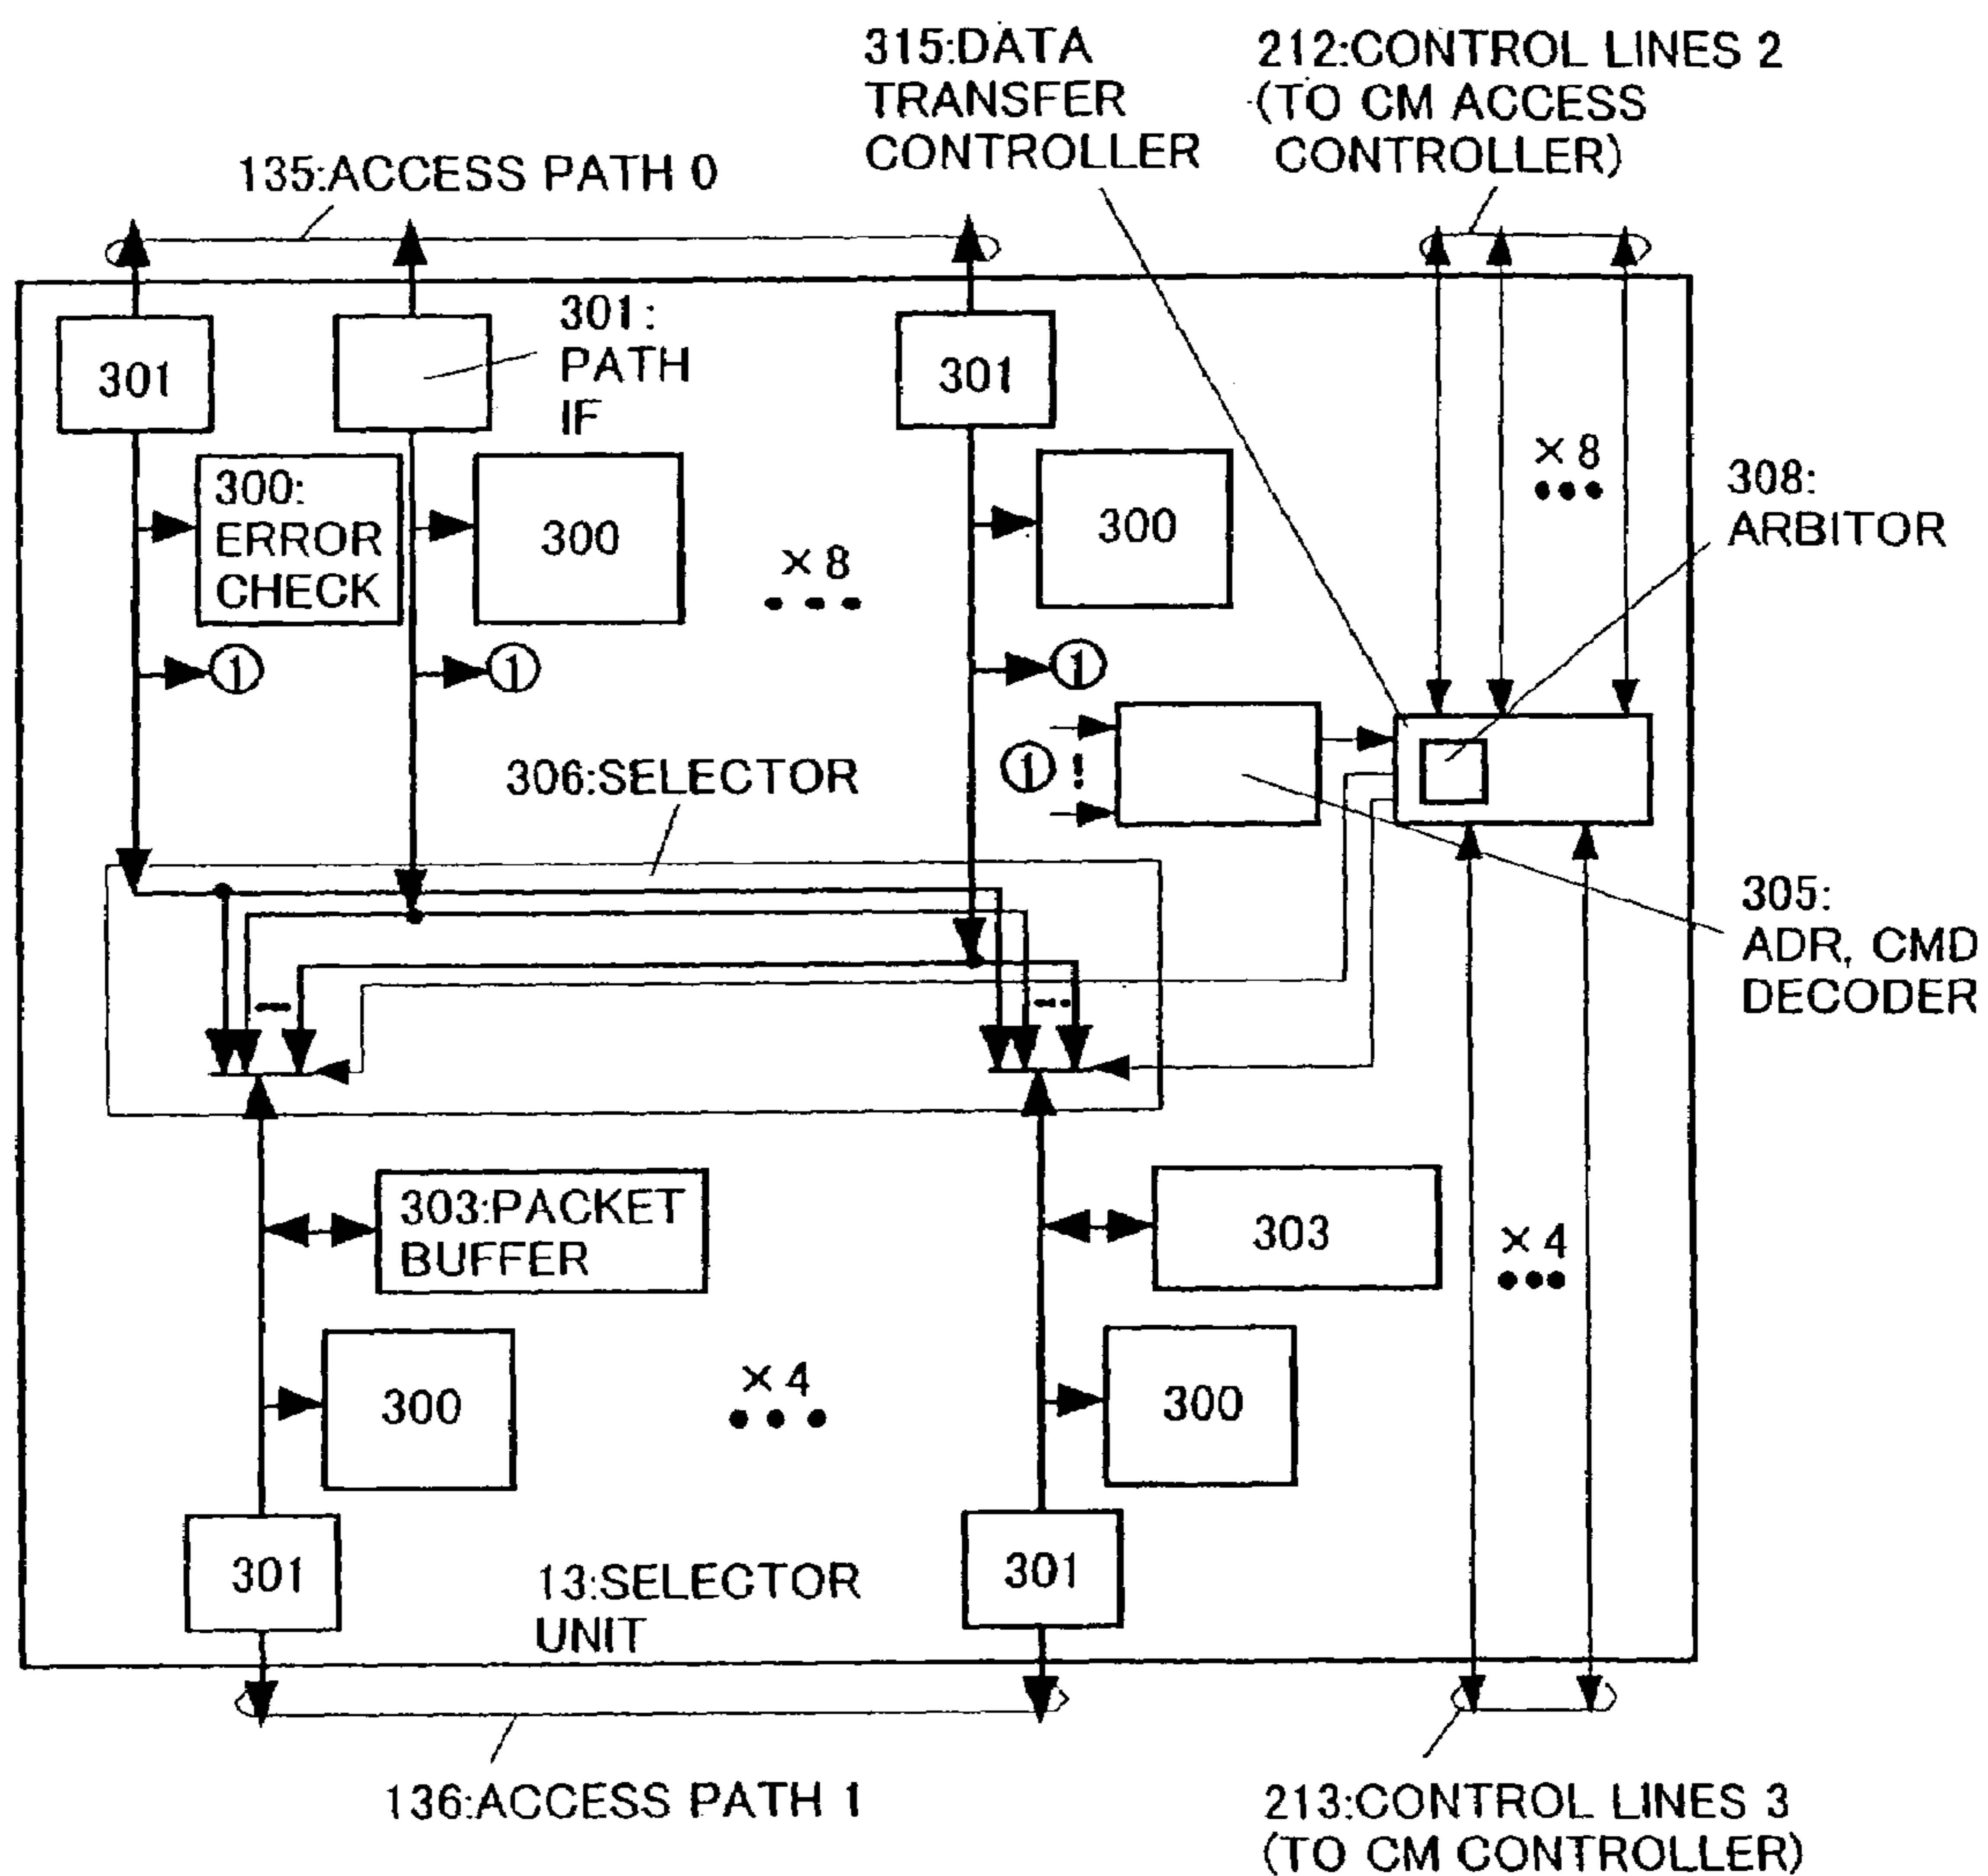 315:DATA
TRANSFER
CONTROLLER
212:CONTROL LINES 2
(TO CM ACCESS
CONTROLLER)
135:ACCESS PATH 0
301
301:
PATH
IF
301
300:
ERROR
CHECK
300
×8
300
×8
308:
ARBITOR
1
1
1
306:SELECTOR
1
305:
ADR, CMD
DECODER
303:PACKET
BUFFER
303
×4
300
×4
300
301
13:SELECTOR
UNIT
301
136:ACCESS PATH 1
213:CONTROL LINES 3
(TO CM CONTROLLER)